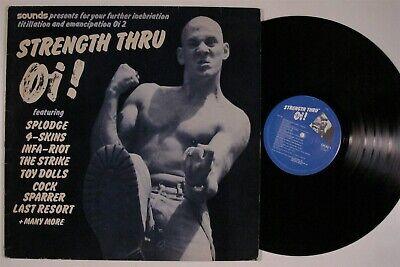 sounds presents for your further inebriation
titillation and emancipation Oi 2
STRENGTH THRU
Oi!
featuring
SPLODGE
4-SKINS
INFA-RIOT
THE STRIKE
TOY DOLLS
COCK
SPARRER
LAST RESORT
+ MANY MORE
STRENGTH THRU
Oi!